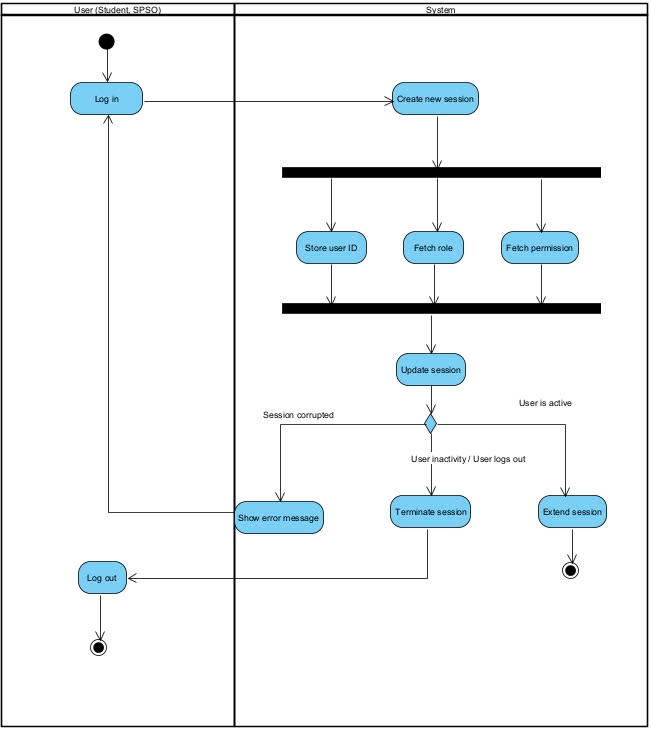 User (Student, SPSO)
System
Log in
Create new session
Store user ID
Fetch role
Fetch permission
Update session
User is active
Session corrupted
User inactivity / User logs out
Show error message
Terminate session
Extend session
Log out